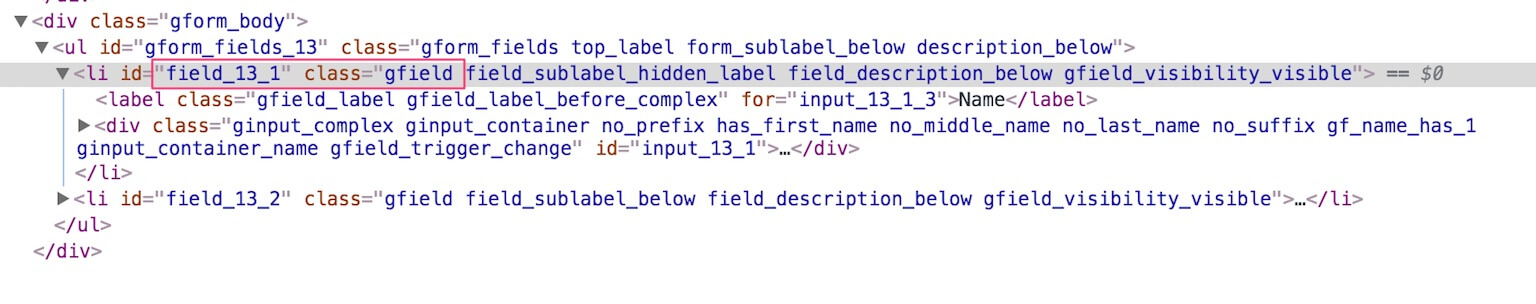 </div>
▼<div class="gform_body">
▼<ul id="gform_fields_13" class="gform_fields top_label form_sublabel_below description_below">
▼<li id="field_13_1" class="gfield field_sublabel_hidden_label field_description_below gfield_visibility_visible"> == $0
<label class="gfield_label gfield_label_before_complex" for="input_13_1_3">Name</label>
▶<div class="ginput_complex ginput_container no_prefix has_first_name no_middle_name no_last_name no_suffix gf_name_has_1
ginput_container_name gfield_trigger_change" id="input_13_1">…</div>
</li>
▶<li id="field_13_2" class="gfield field_sublabel_below field_description_below gfield_visibility_visible">…</li>
</ul>
</div>